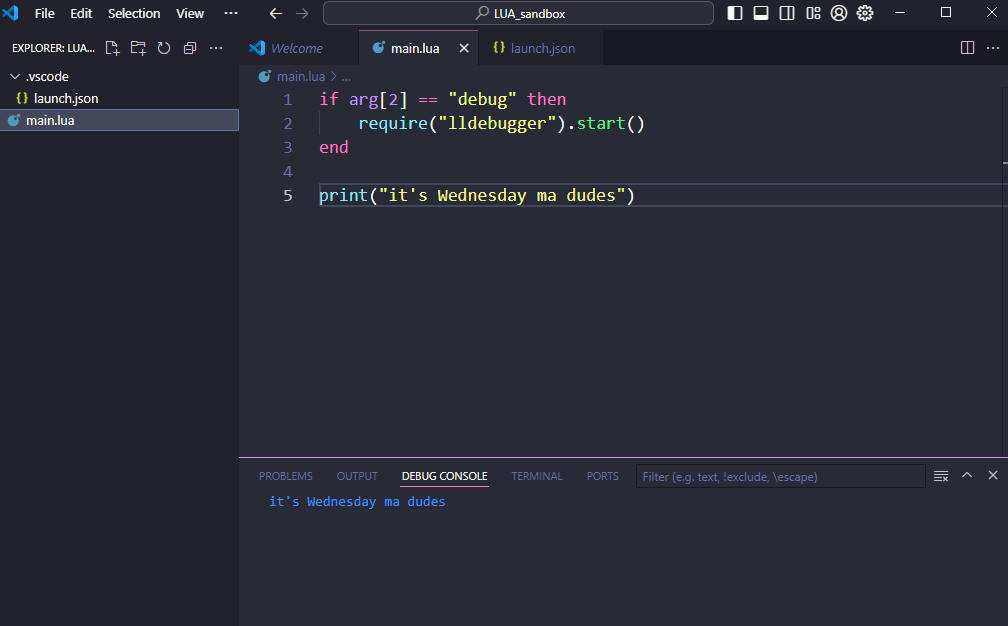 File Edit Selection View ··· LUA_sandbox
EXPLORER: LUA... ···
Welcome main.lua {} launch.json ···
.vscode
{} launch.json
main.lua
main.lua > ...
1 if arg[2] == "debug" then
2 require("lldebugger").start()
3 end
4
5 print("it's Wednesday ma dudes")
PROBLEMS OUTPUT DEBUG CONSOLE TERMINAL PORTS Filter (e.g. text, !exclude, \escape)
it's Wednesday ma dudes